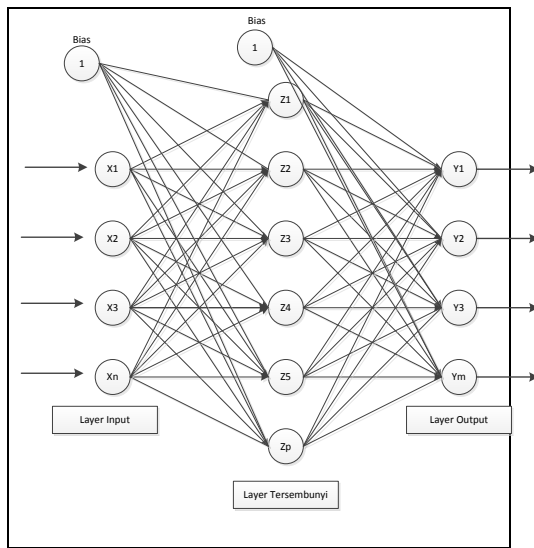 Bias
1
Bias
1
Z1
X1
Z2
Y1
X2
Z3
Y2
X3
Z4
Y3
Xn
Z5
Ym
Layer Input
Layer Output
Zp
Layer Tersembunyi